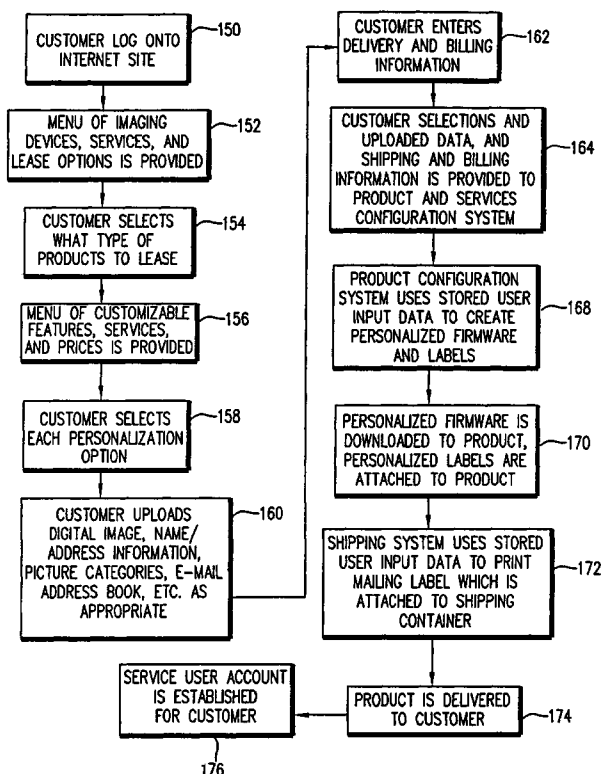 CUSTOMER LOG ONTO
INTERNET SITE
150
MENU OF IMAGING
DEVICES, SERVICES, AND
LEASE OPTIONS IS PROVIDED
152
CUSTOMER SELECTS
WHAT TYPE OF
PRODUCTS TO LEASE
154
MENU OF CUSTOMIZABLE
FEATURES, SERVICES,
AND PRICES IS PROVIDED
156
CUSTOMER SELECTS
EACH PERSONALIZATION
OPTION
158
CUSTOMER UPLOADS
DIGITAL IMAGE, NAME/
ADDRESS INFORMATION,
PICTURE CATEGORIES, E-MAIL
ADDRESS BOOK, ETC. AS
APPROPRIATE
160
CUSTOMER ENTERS
DELIVERY AND BILLING
INFORMATION
162
CUSTOMER SELECTIONS AND
UPLOADED DATA, AND
SHIPPING AND BILLING
INFORMATION IS PROVIDED TO
PRODUCT AND SERVICES
CONFIGURATION SYSTEM
164
PRODUCT CONFIGURATION
SYSTEM USES STORED USER
INPUT DATA TO CREATE
PERSONALIZED FIRMWARE
AND LABELS
168
PERSONALIZED FIRMWARE IS
DOWNLOADED TO PRODUCT,
PERSONALIZED LABELS ARE
ATTACHED TO PRODUCT
170
SHIPPING SYSTEM USES STORED
USER INPUT DATA TO PRINT
MAILING LABEL WHICH IS
ATTACHED TO SHIPPING
CONTAINER
172
PRODUCT IS DELIVERED
TO CUSTOMER
174
SERVICE USER ACCOUNT
IS ESTABLISHED
FOR CUSTOMER
176